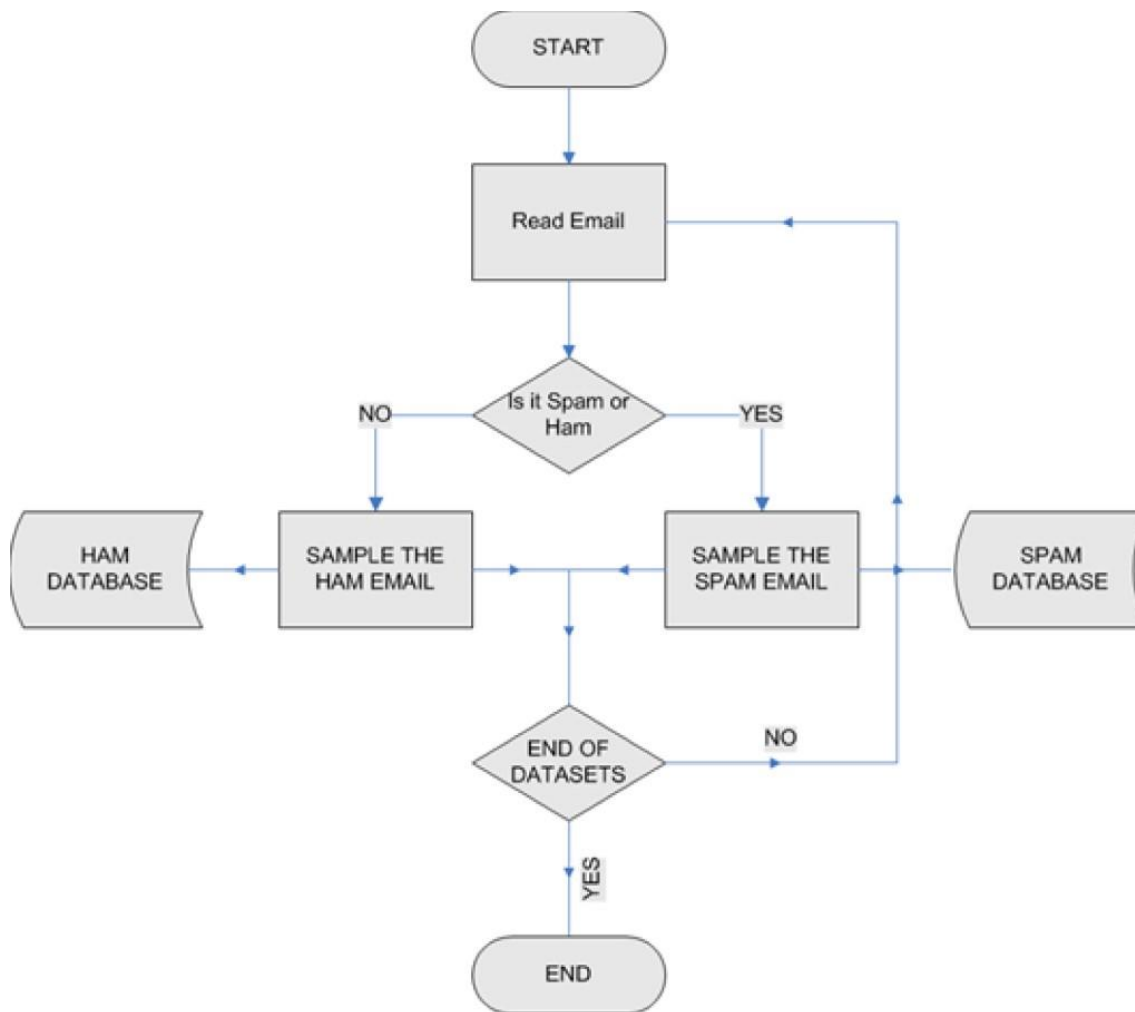 START
Read Email
Is it Spam or
Ham
NO
YES
HAM
DATABASE
SAMPLE THE
HAM EMAIL
SAMPLE THE
SPAM EMAIL
SPAM
DATABASE
END OF
DATASETS
NO
YES
END